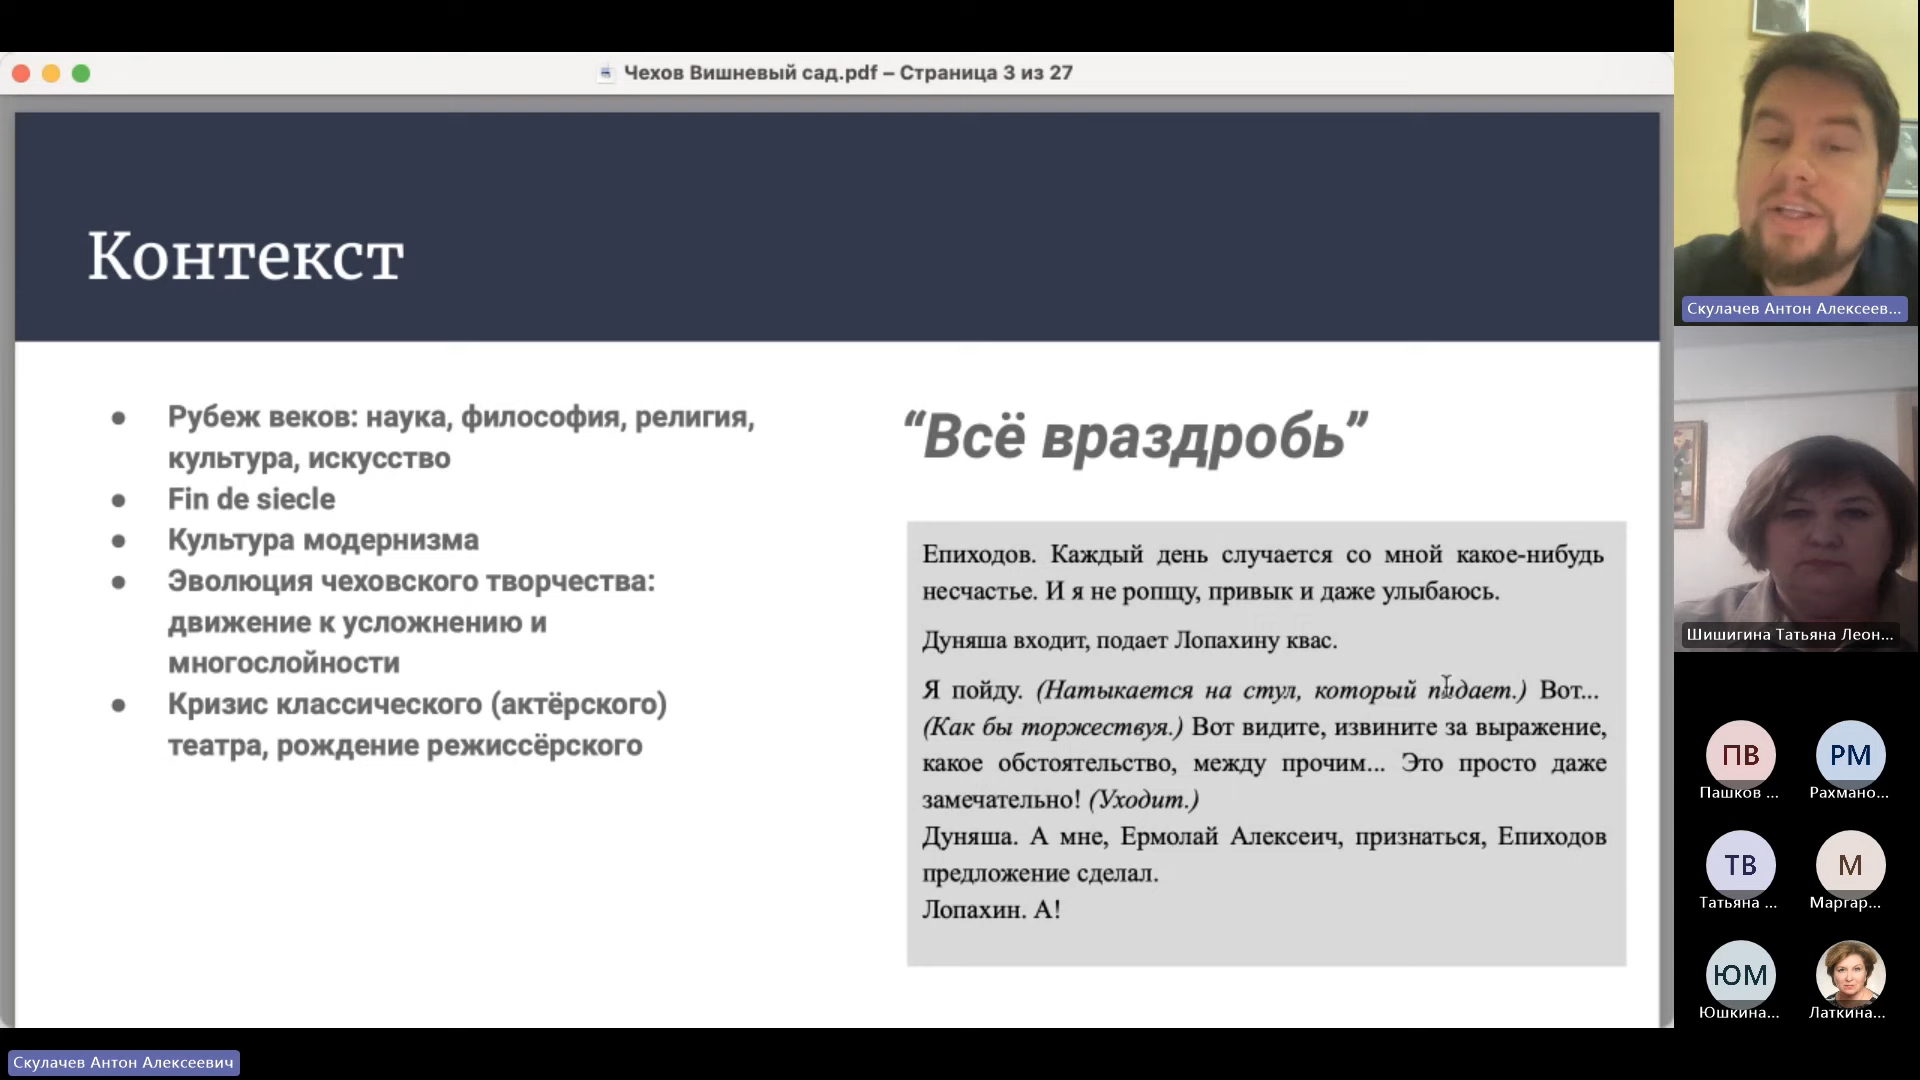 Чехов Вишневый сад.pdf – Страница 3 из 27
Контекст
● Рубеж веков: наука, философия, религия,
культура, искусство
● Fin de siecle
● Культура модернизма
● Эволюция чеховского творчества:
движение к усложнению и
многослойности
● Кризис классического (актёрского)
театра, рождение режиссёрского
“Всё враздробь”
Епиходов. Каждый день случается со мной какое-нибудь
несчастье. И я не ропщу, привык и даже улыбаюсь.
Дуняша входит, подает Лопахину квас.
Я пойду. (Натыкается на стул, который падает.) Вот...
(Как бы торжествуя.) Вот видите, извините за выражение,
какое обстоятельство, между прочим... Это просто даже
замечательно! (Уходит.)
Дуняша. А мне, Ермолай Алексеич, признаться, Епиходов
предложение сделал.
Лопахин. А!
Скулачев Антон Алексеев...
Шишигина Татьяна Леон...
ПВ
Пашков ...
РМ
Рахмано...
ТВ
Татьяна ...
М
Маргар...
ЮМ
Юшкина...
Латкина...
Скулачев Антон Алексеевич